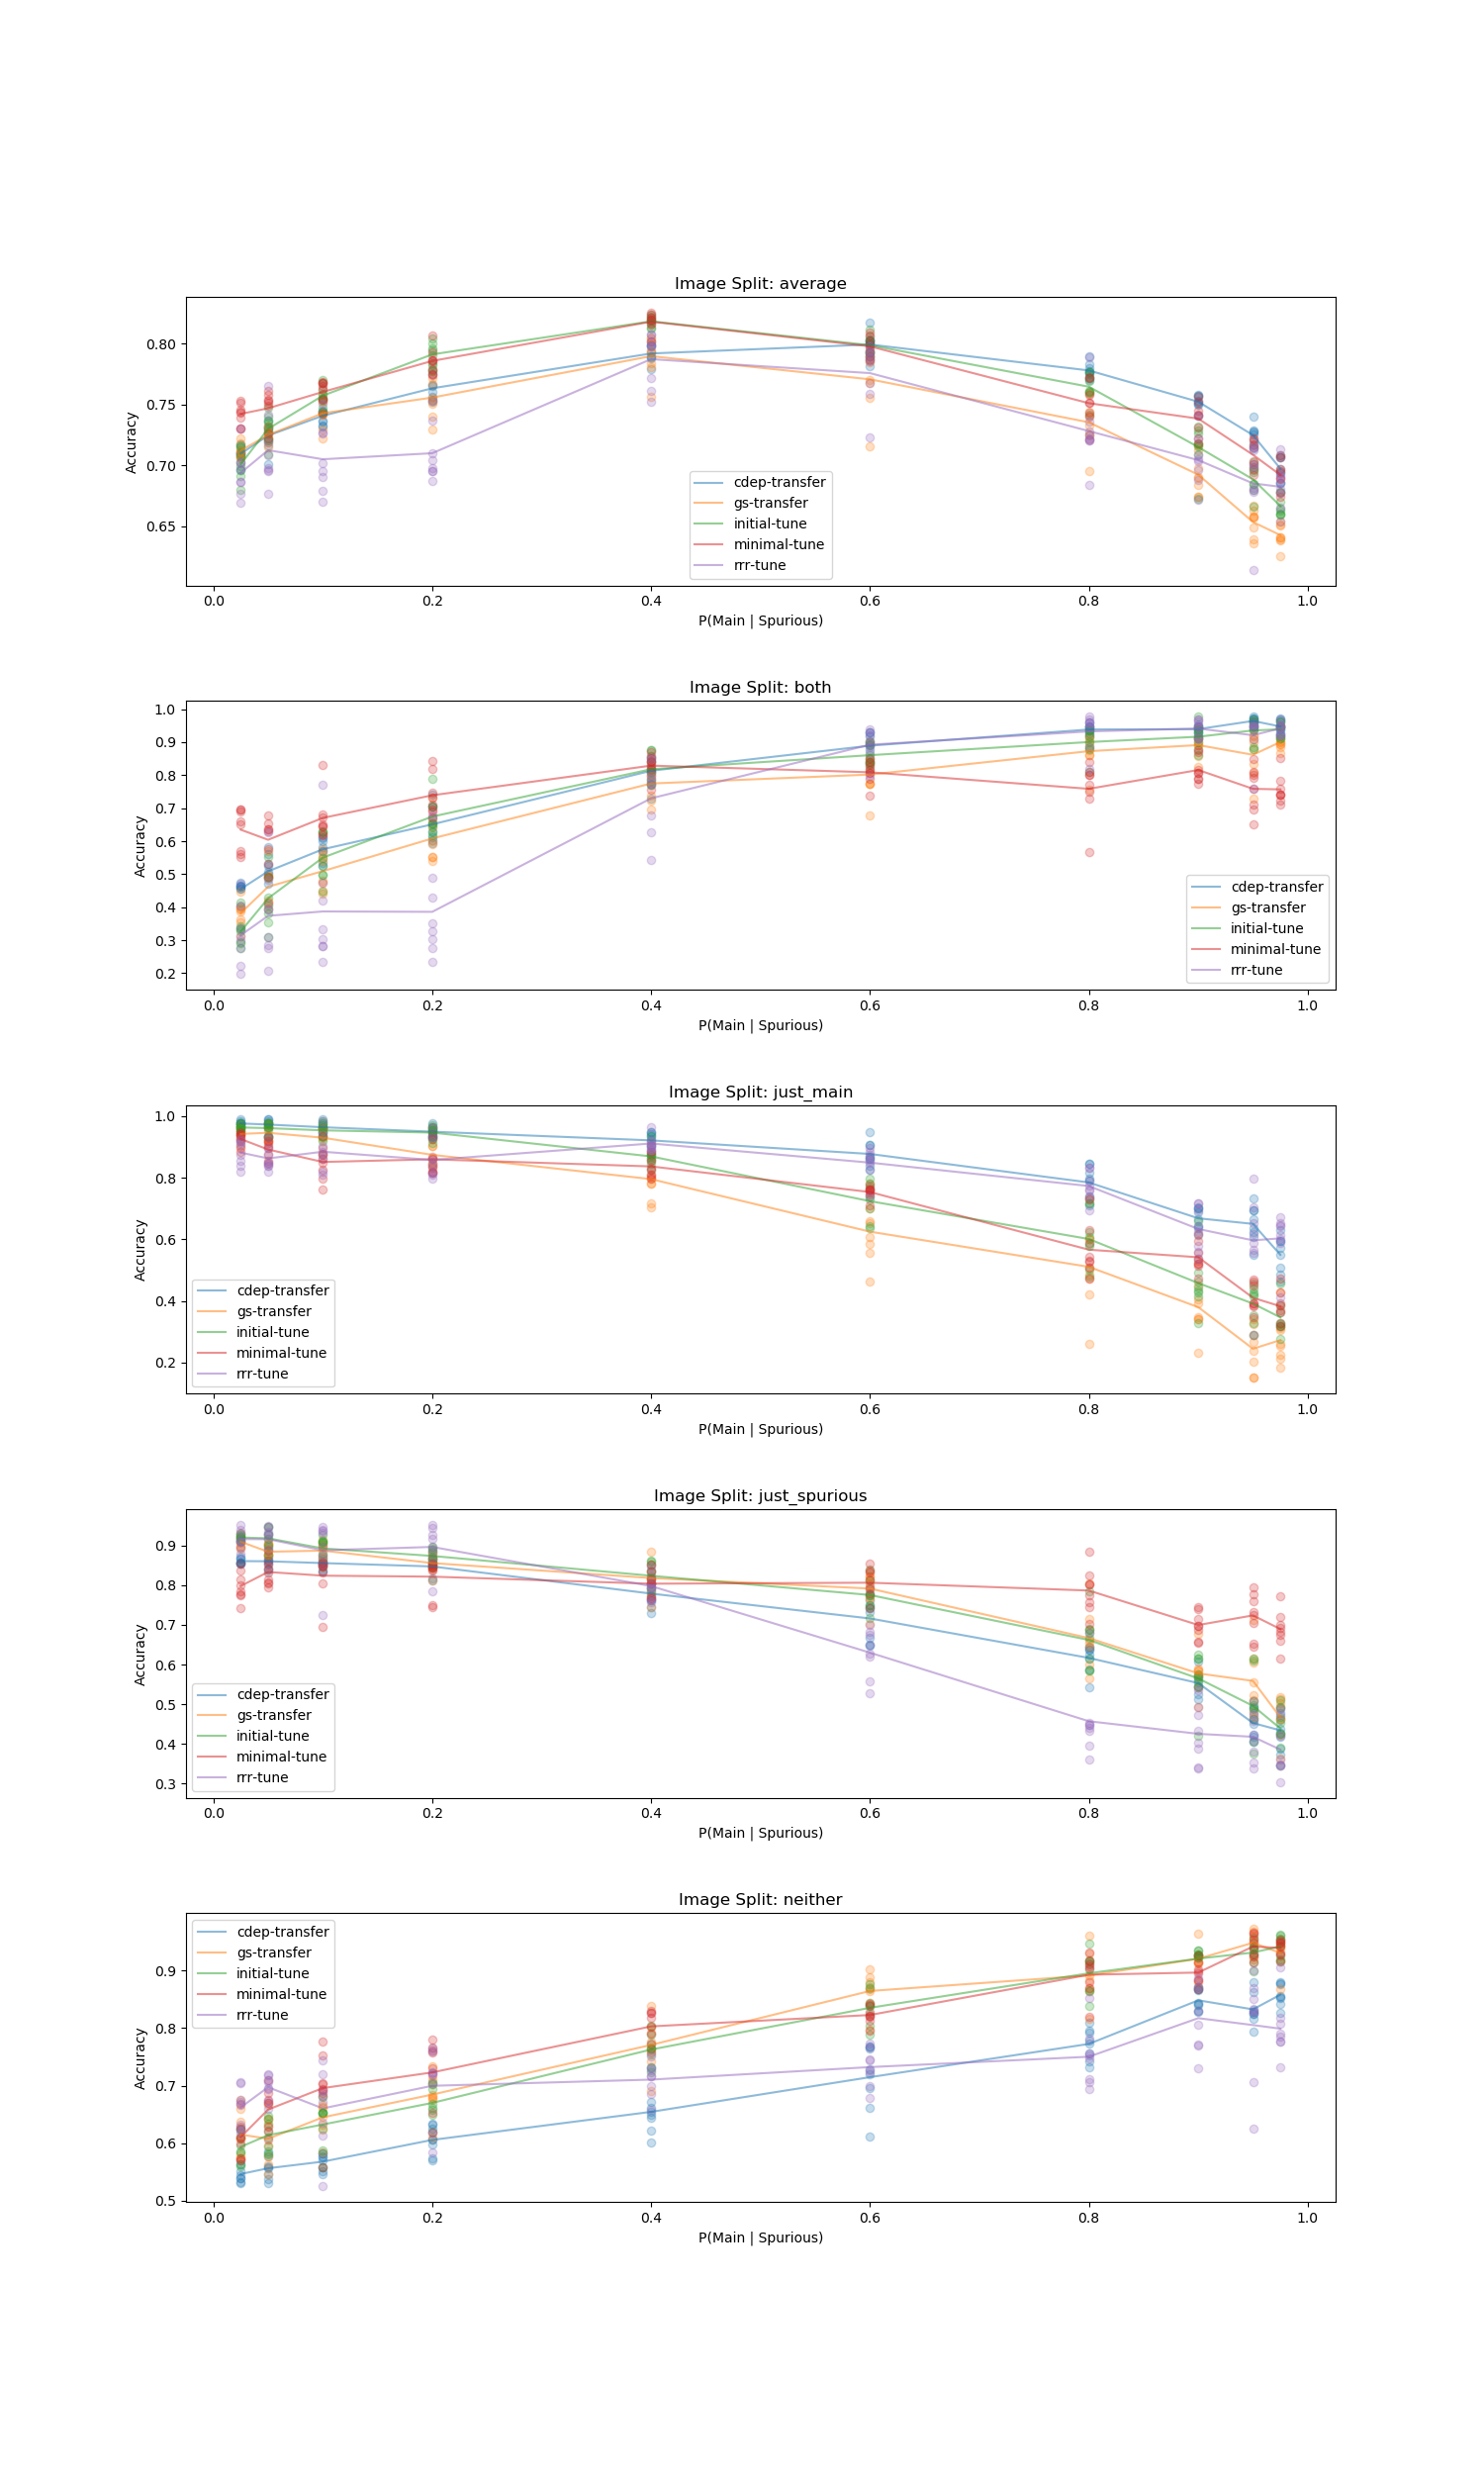 Image Split: average
Accuracy
0.80
0.75
0.70
0.65
cdep-transfer
gs-transfer
initial-tune
minimal-tune
rrr-tune
0.0 0.2 0.4 0.6 0.8 1.0
P(Main | Spurious)
Image Split: both
Accuracy
1.0
0.9
0.8
0.7
0.6
0.5
0.4
0.3
0.2
cdep-transfer
gs-transfer
initial-tune
minimal-tune
rrr-tune
0.0 0.2 0.4 0.6 0.8 1.0
P(Main | Spurious)
Image Split: just_main
Accuracy
1.0
0.8
0.6
0.4
0.2
cdep-transfer
gs-transfer
initial-tune
minimal-tune
rrr-tune
0.0 0.2 0.4 0.6 0.8 1.0
P(Main | Spurious)
Image Split: just_spurious
Accuracy
0.9
0.8
0.7
0.6
0.5
0.4
0.3
cdep-transfer
gs-transfer
initial-tune
minimal-tune
rrr-tune
0.0 0.2 0.4 0.6 0.8 1.0
P(Main | Spurious)
Image Split: neither
Accuracy
0.9
0.8
0.7
0.6
0.5
cdep-transfer
gs-transfer
initial-tune
minimal-tune
rrr-tune
0.0 0.2 0.4 0.6 0.8 1.0
P(Main | Spurious)